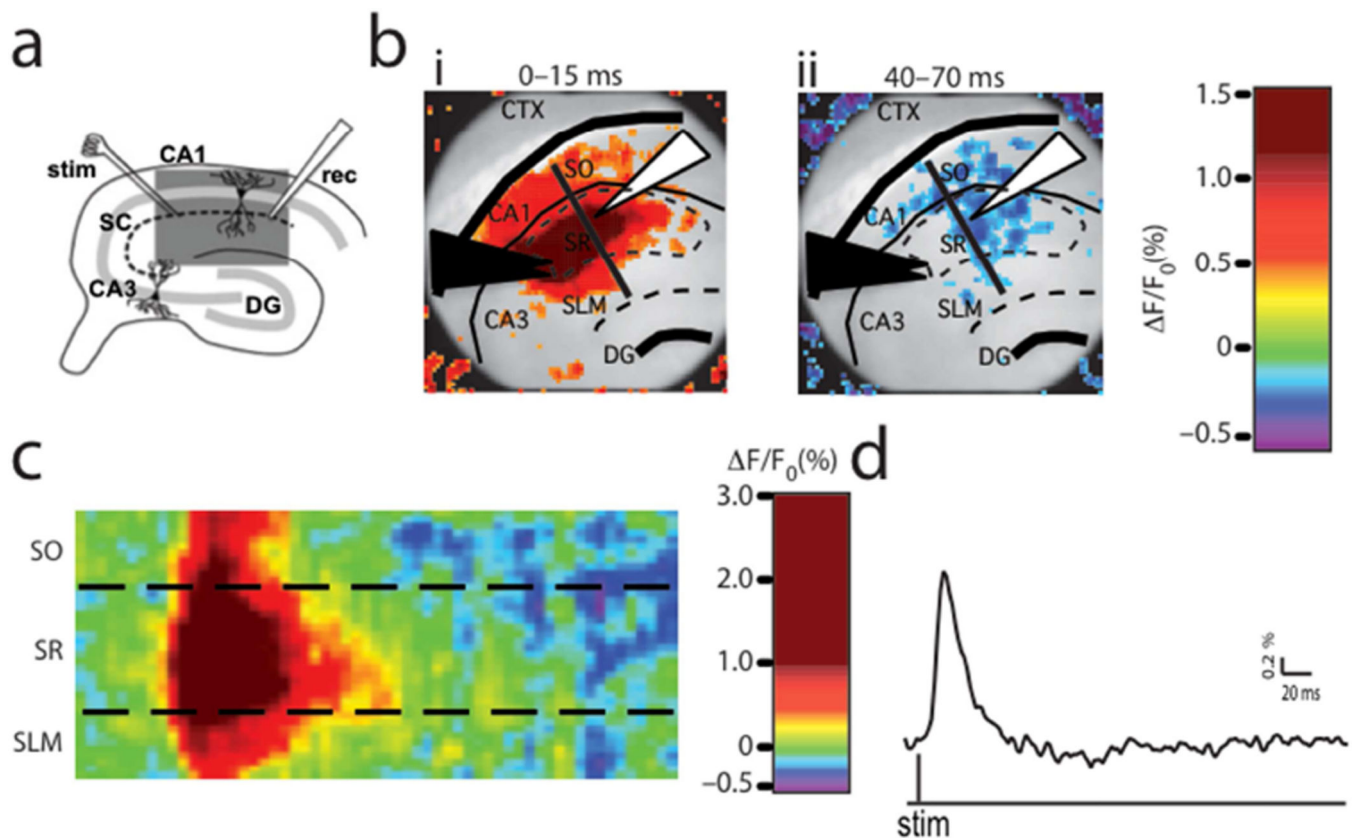 a
stim
CA1
rec
SC
CA3
DG
b
i
0–15 ms
CTX
SO
CA1
SR
SLM
CA3
DG
ii
40–70 ms
CTX
SO
CA1
SR
SLM
CA3
DG
1.5
1.0
0.5
0
–0.5
ΔF/F0(%)
c
SO
SR
SLM
ΔF/F0(%)
3.0
2.0
1.0
0
–0.5
d
0.2 %
20 ms
stim